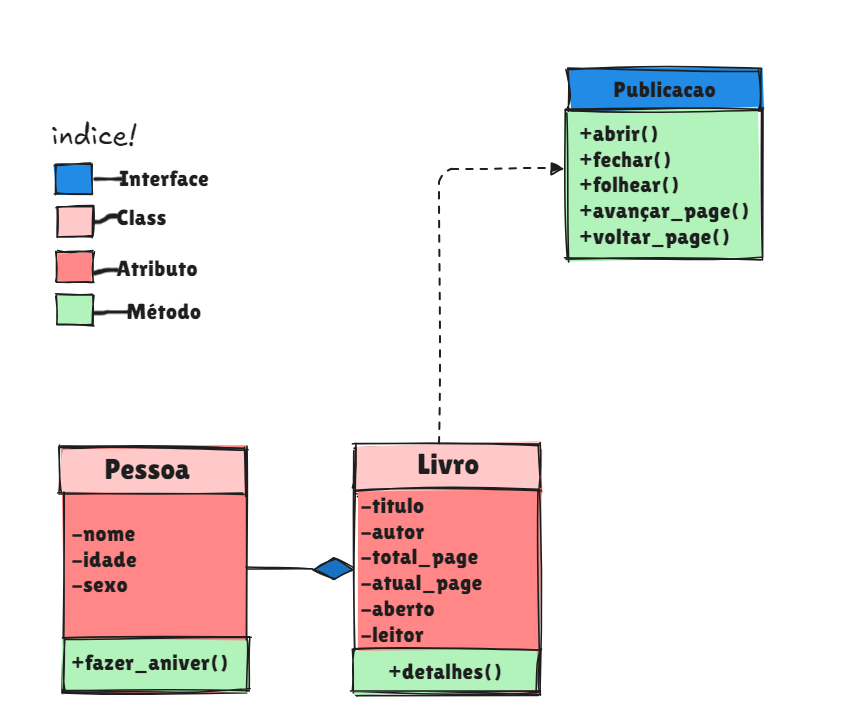 indice!
Interface
Class
Atributo
Método
Publicacao
+abrir()
+fechar()
+folhear()
+avançar_page()
+voltar_page()
Pessoa
-nome
-idade
-sexo
+fazer_aniver()
Livro
-titulo
-autor
-total_page
-atual_page
-aberto
-leitor
+detalhes()